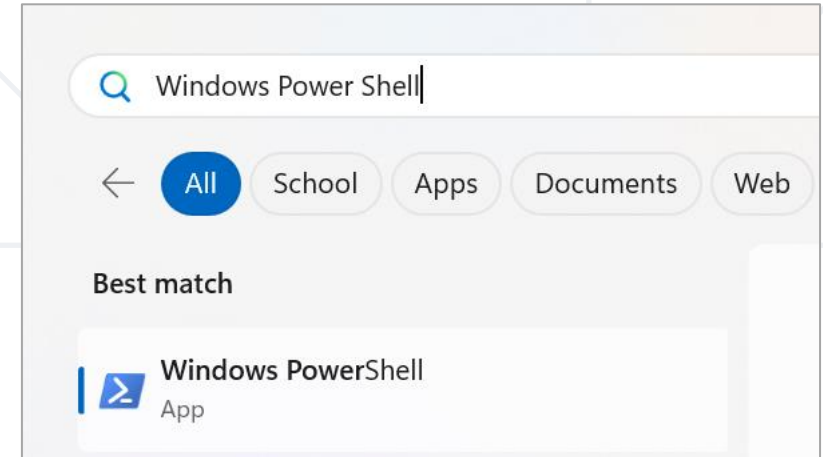 Windows Power Shell
All School Apps Documents Web
Best match
Windows PowerShell
App